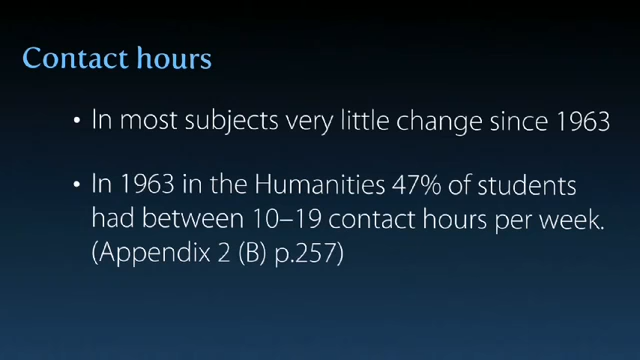 Contact hours
• In most subjects very little change since 1963
• In 1963 in the Humanities 47% of students
had between 10–19 contact hours per week.
(Appendix 2 (B) p.257)